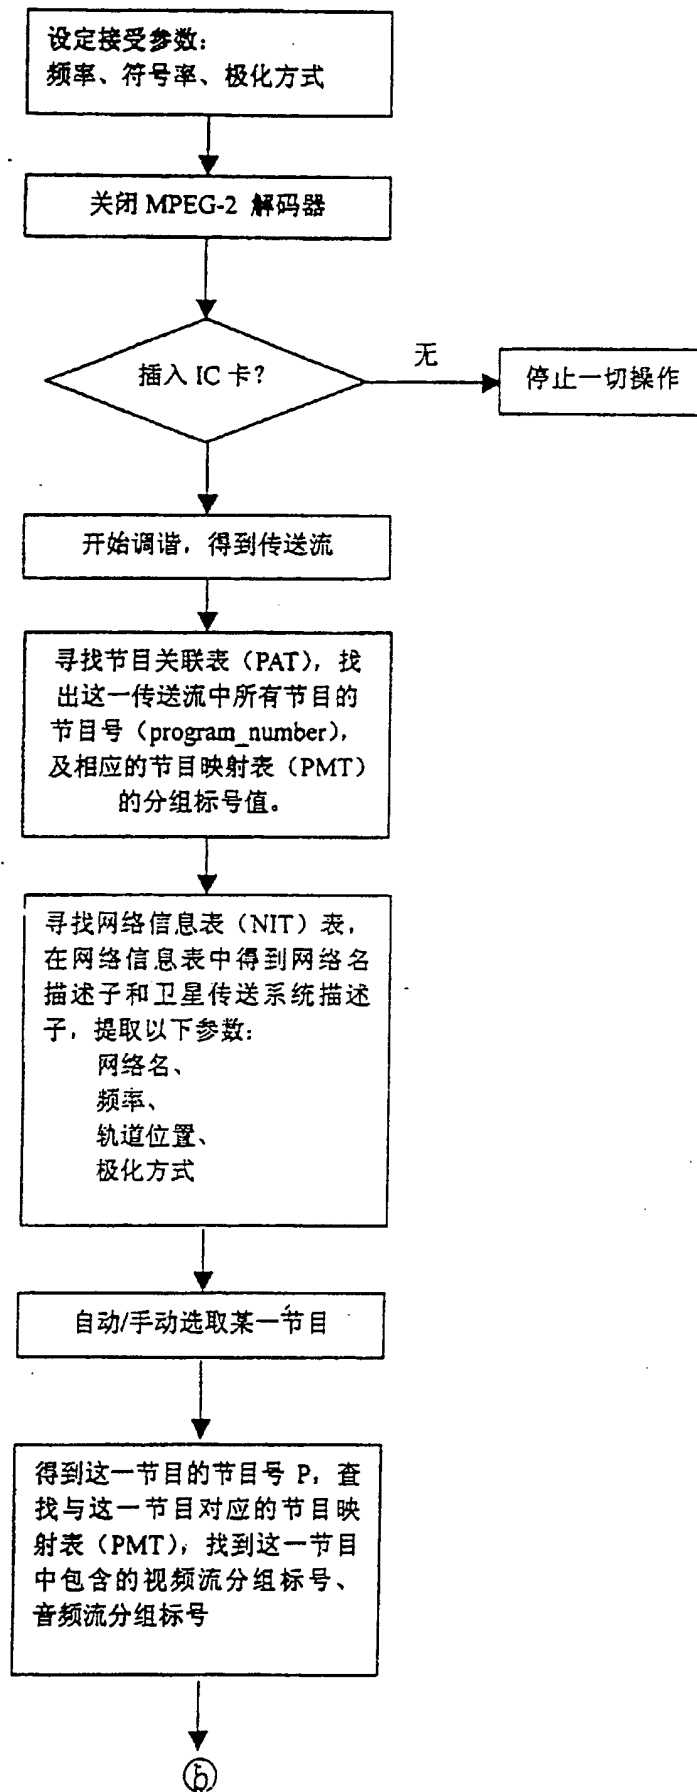 设定接受参数：
频率、符号率、极化方式
关闭 MPEG-2 解码器
插入 IC 卡？
无
停止一切操作
开始调谐，得到传送流
寻找节目关联表（PAT），找
出这一传送流中所有节目的
节目号（program_number），
及相应的节目映射表（PMT）
的分组标号值。
寻找网络信息表（NIT）表，
在网络信息表中得到网络名
描述子和卫星传送系统描述
子，提取以下参数：
网络名、
频率、
轨道位置、
极化方式
自动/手动选取某一节目
得到这一节目的节目号 P，查
找与这一节目对应的节目映
射表（PMT），找到这一节目
中包含的视频流分组标号、
音频流分组标号
b